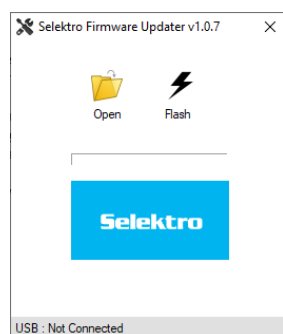 Selektro Firmware Updater v1.0.7
Open Flash
Selektro
USB : Not Connected